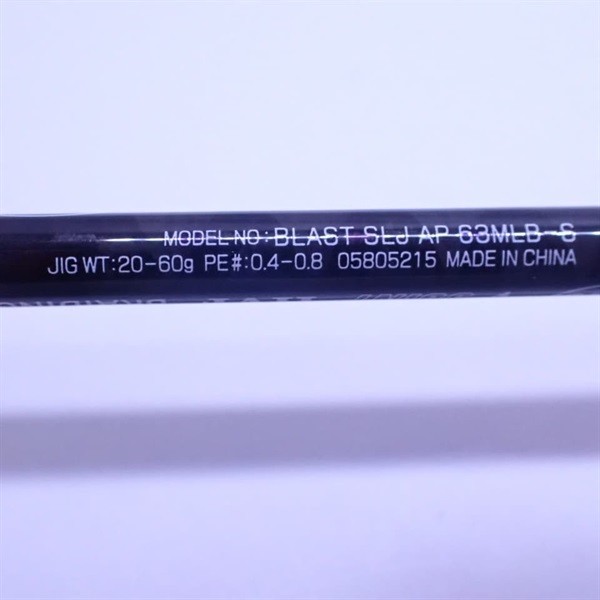 MODEL NO:BLAST SLJ AP 63MLB-S
JIG WT:20-60g PE#:0.4-0.8 05805215 MADE IN CHINA